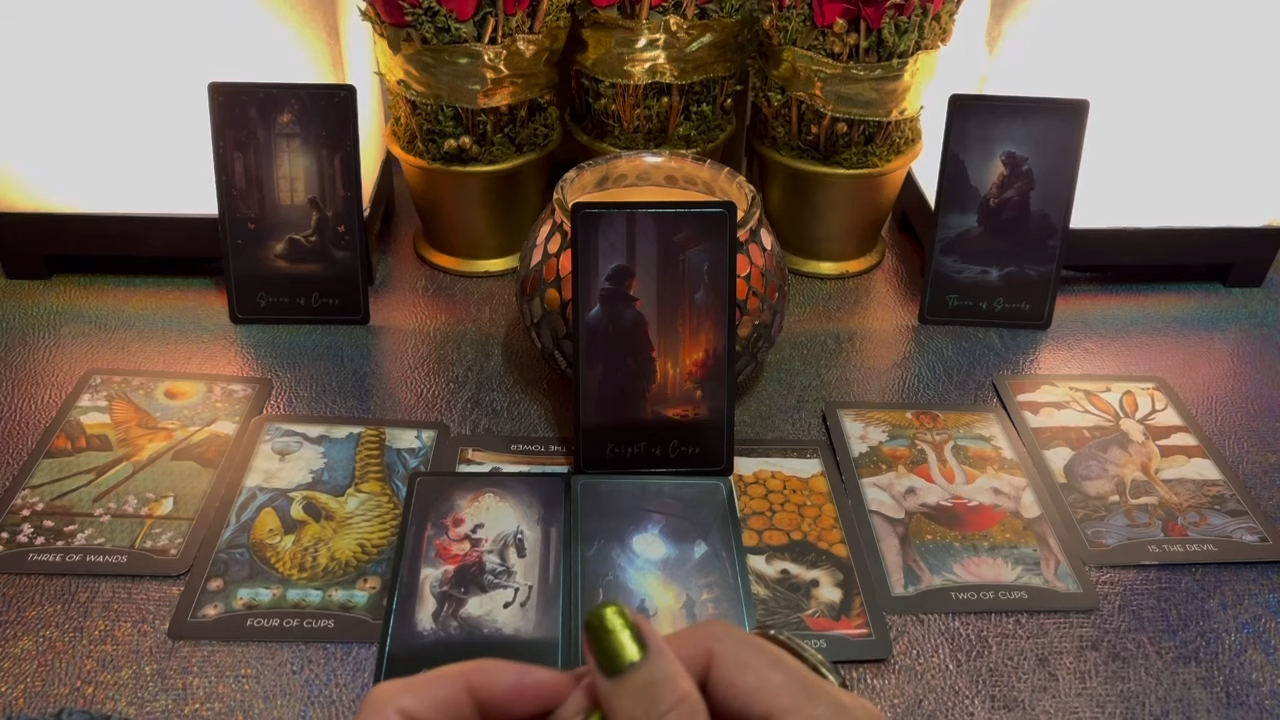 Seven of Cups
Three of Swords
Knight of Cups
THE TOWER
THREE OF WANDS
FOUR OF CUPS
TWO OF CUPS
15. THE DEVIL